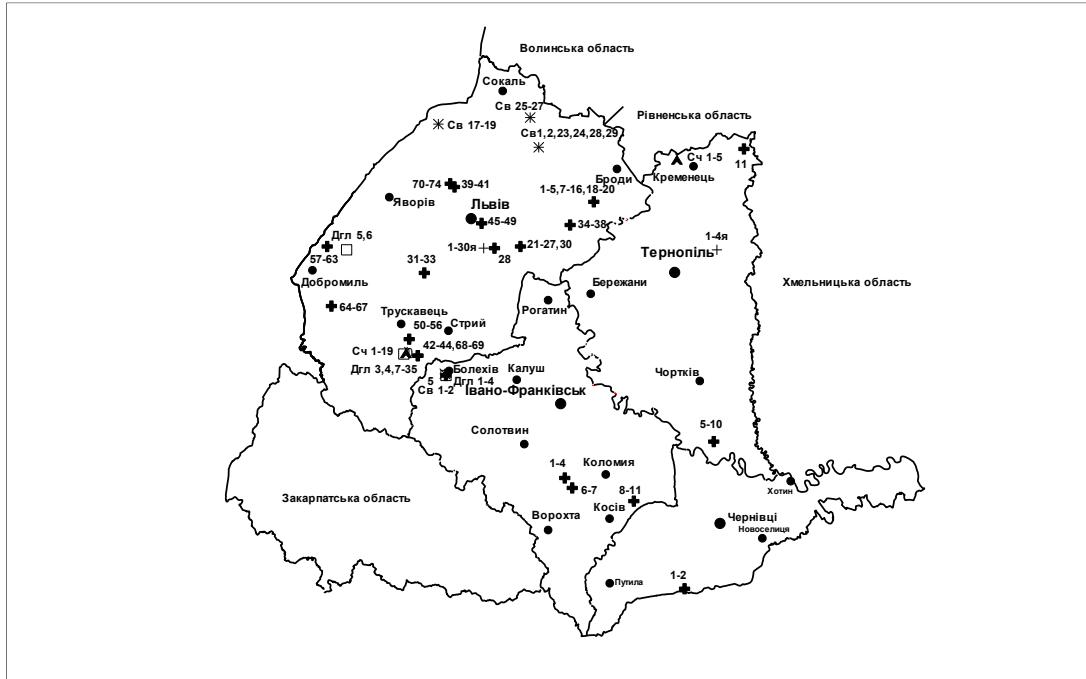 Волинська область
Сокаль
Св 25-27
Св 17-19
Рівненська область
Св1,2,23,24,28,29
Сч 1-5
11
Кременець
Броди
70-74
39-41
1-5,7-16,18-20
Яворів
Львів
45-49
34-38
Дгл 5,6
1-30я
28
21-27,30
1-4я
Тернопіль
57-63
31-33
Добромиль
Бережани
Хмельницька область
64-67
Рогатин
Трускавець
50-56
Стрий
42-44,68-69
Сч 1-19
Дгл 3,4,7-35
Болехів
Калуш
5
Дгл 1-4
Св 1-2
Івано-Франківськ
Чортків
5-10
Солотвин
1-4
Коломия
6-7
8-11
Хотин
Закарпатська область
Косів
Ворохта
Чернівці
Новоселиця
1-2
Путила